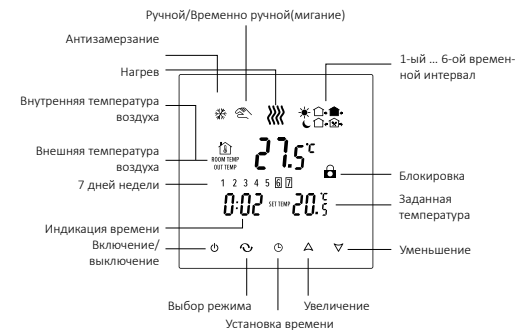 Ручной/Временно ручной(мигание)
Антизамерзание
Нагрев
1-ый ... 6-ой времен-
ной интервал
Внутренняя температура
воздуха
Внешняя температура
воздуха
ROOM TEMP
OUT TEMP
27.5°C
7 дней недели
1 2 3 4 5 6 7
Блокировка
0:02
SET TEMP
20.5°C
Заданная
температура
Индикация времени
Включение/
выключение
Уменьшение
Выбор режима
Увеличение
Установка времени